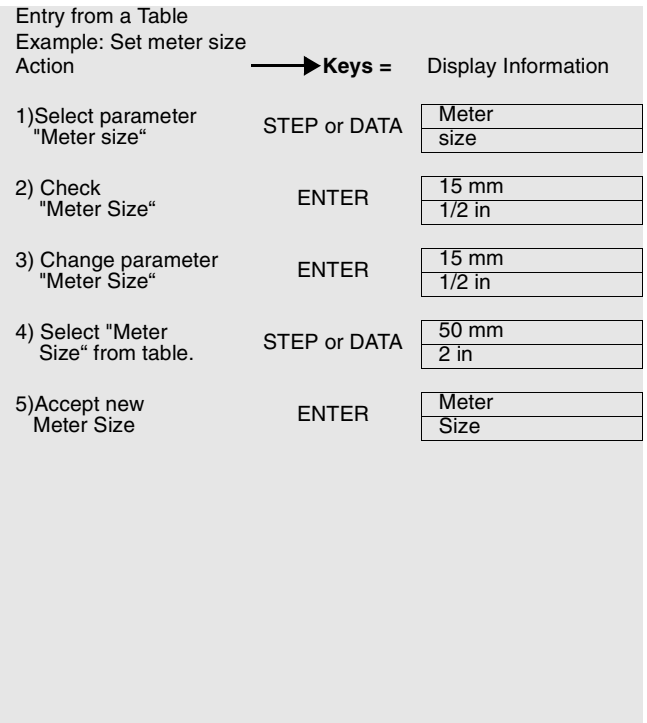 Entry from a Table
Example: Set meter size
Action Keys = Display Information
1)Select parameter
"Meter size“
STEP or DATA
Meter
size
2) Check
"Meter Size“
ENTER
15 mm
1/2 in
3) Change parameter
"Meter Size“
ENTER
15 mm
1/2 in
4) Select "Meter
Size“ from table.
STEP or DATA
50 mm
2 in
5)Accept new
Meter Size
ENTER
Meter
Size